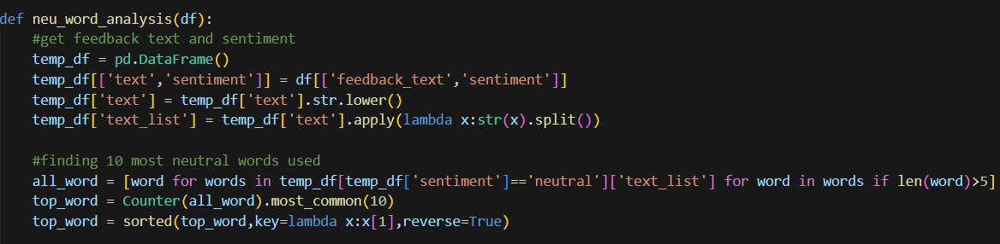 def neu_word_analysis(df):
    #get feedback text and sentiment
    temp_df = pd.DataFrame()
    temp_df[['text','sentiment']] = df[['feedback_text','sentiment']]
    temp_df['text'] = temp_df['text'].str.lower()
    temp_df['text_list'] = temp_df['text'].apply(lambda x:str(x).split())

    #finding 10 most neutral words used
    all_word = [word for words in temp_df[temp_df['sentiment']=='neutral']['text_list'] for word in words if len(word)>5]
    top_word = Counter(all_word).most_common(10)
    top_word = sorted(top_word,key=lambda x:x[1],reverse=True)